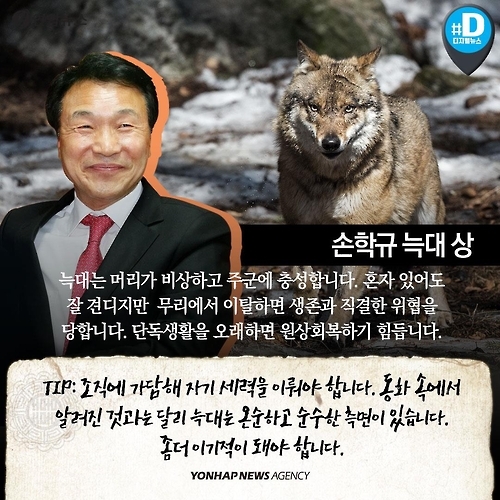 #D
디지털뉴스
손학규 늑대 상
늑대는 머리가 비상하고 주군에 충성합니다. 혼자 있어도
잘 견디지만 무리에서 이탈하면 생존과 직결한 위협을
당합니다. 단독생활을 오래하면 원상회복하기 힘듭니다.
TIP: 조직에 가담해 자기 세력을 이뤄야 합니다. 동화 속에서
알려진 것과는 달리 늑대는 온순하고 순수한 측면이 있습니다.
좀더 이기적이 돼야 합니다.
YONHAP NEWS AGENCY